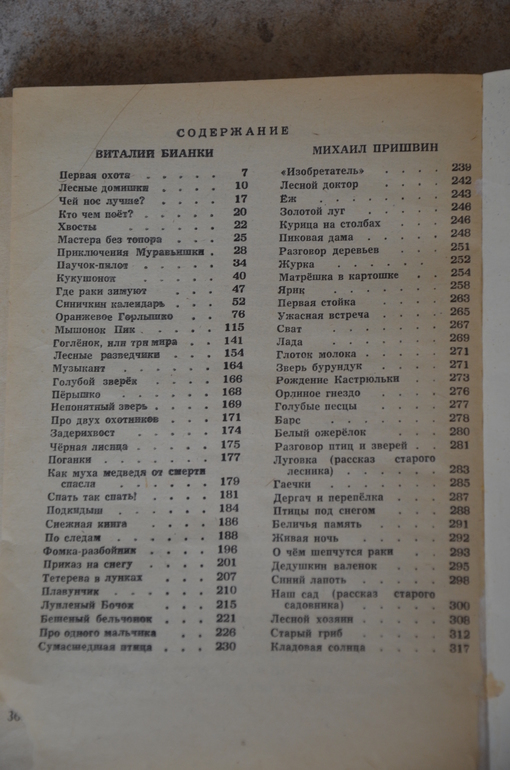 СОДЕРЖАНИЕ
ВИТАЛИЙ БИАНКИ
Первая охота . . . . . 7
Лесные домишки . . . . 10
Чей нос лучше? . . . . 17
Кто чем поёт? . . . . 20
Хвосты . . . . . 22
Мастера без топора . . . 25
Приключения Муравьишки . 28
Паучок-пилот . . . . 34
Кукушонок . . . . 40
Где раки зимуют . . . 47
Синичкин календарь . . . 52
Оранжевое Горлышко . . 76
Мышонок Пик . . . . 115
Гоглёнок, или три мира . . 141
Лесные разведчики . . . 154
Музыкант . . . . 164
Голубой зверёк . . . 166
Пёрышко . . . . 168
Непонятный зверь . . . 169
Про двух охотников . . . 171
Задерихвост . . . . 174
Чёрная лисица . . . . 175
Поганки . . . . . 177
Как муха медведя от смерти
спасла . . . . 179
Спать так спать! . . . 181
Подкидыш . . . . 184
Снежная книга . . . 186
По следам . . . . 188
Фомка-разбойник . . . 196
Приказ на снегу . . . 201
Тетерева в лунках . . . 207
Плавунчик . . . . 210
Лупленый Бочок . . . 215
Бешеный бельчонок . . . 221
Про одного мальчика . . . 226
Сумасшедшая птица . . . 230
МИХАИЛ ПРИШВИН
«Изобретатель» . . . . 239
Лесной доктор . . . . 242
Ёж . . . . . 243
Золотой луг . . . . 246
Курица на столбах . . . 246
Пиковая дама . . . . 248
Разговор деревьев . . . 251
Журка . . . . . 252
Матрёшка в картошке . . 254
Ярик . . . . . 258
Первая стойка . . . . 263
Ужасная встреча . . . 265
Сват . . . . . 267
Лада . . . . . 269
Глоток молока . . . . 271
Зверь бурундук . . . . 271
Рождение Кастрюльки . . 273
Орлиное гнездо . . . . 276
Голубые песцы . . . . 277
Барс . . . . . 278
Белый ожерёлок . . . . 280
Разговор птиц и зверей . . 281
Луговка (рассказ старого
лесника) . . . . 283
Гаечки . . . . . 285
Дергач и перепёлка . . . 287
Птицы под снегом . . . 288
Беличья память . . . . 291
Живая ночь . . . . 292
О чём шепчутся раки . . 293
Дедушкин валенок . . . 295
Синий лапоть . . . . 298
Наш сад (рассказ старого
садовника) . . . . 300
Лесной хозяин . . . . 308
Старый гриб . . . . 312
Кладовая солнца . . . . 317
36